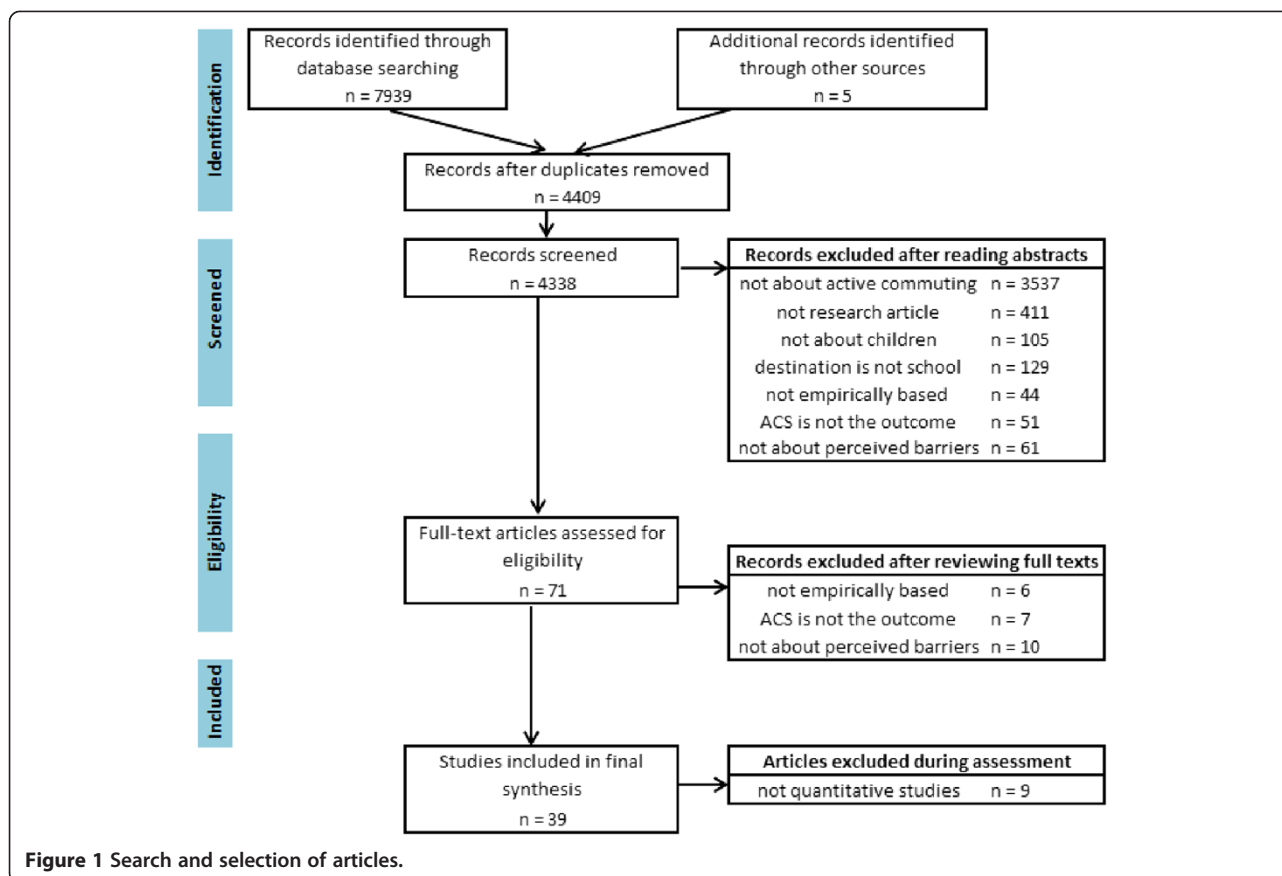 Identification
Records identified through
database searching
n = 7939
Additional records identified
through other sources
n = 5
Records after duplicates removed
n = 4409
Screened
Records screened
n = 4338
Records excluded after reading abstracts
not about active commuting n = 3537
not research article n = 411
not about children n = 105
destination is not school n = 129
not empirically based n = 44
ACS is not the outcome n = 51
not about perceived barriers n = 61
Eligibility
Full-text articles assessed for
eligibility
n = 71
Records excluded after reviewing full texts
not empirically based n = 6
ACS is not the outcome n = 7
not about perceived barriers n = 10
Included
Studies included in final
synthesis
n = 39
Articles excluded during assessment
not quantitative studies n = 9
Figure 1 Search and selection of articles.